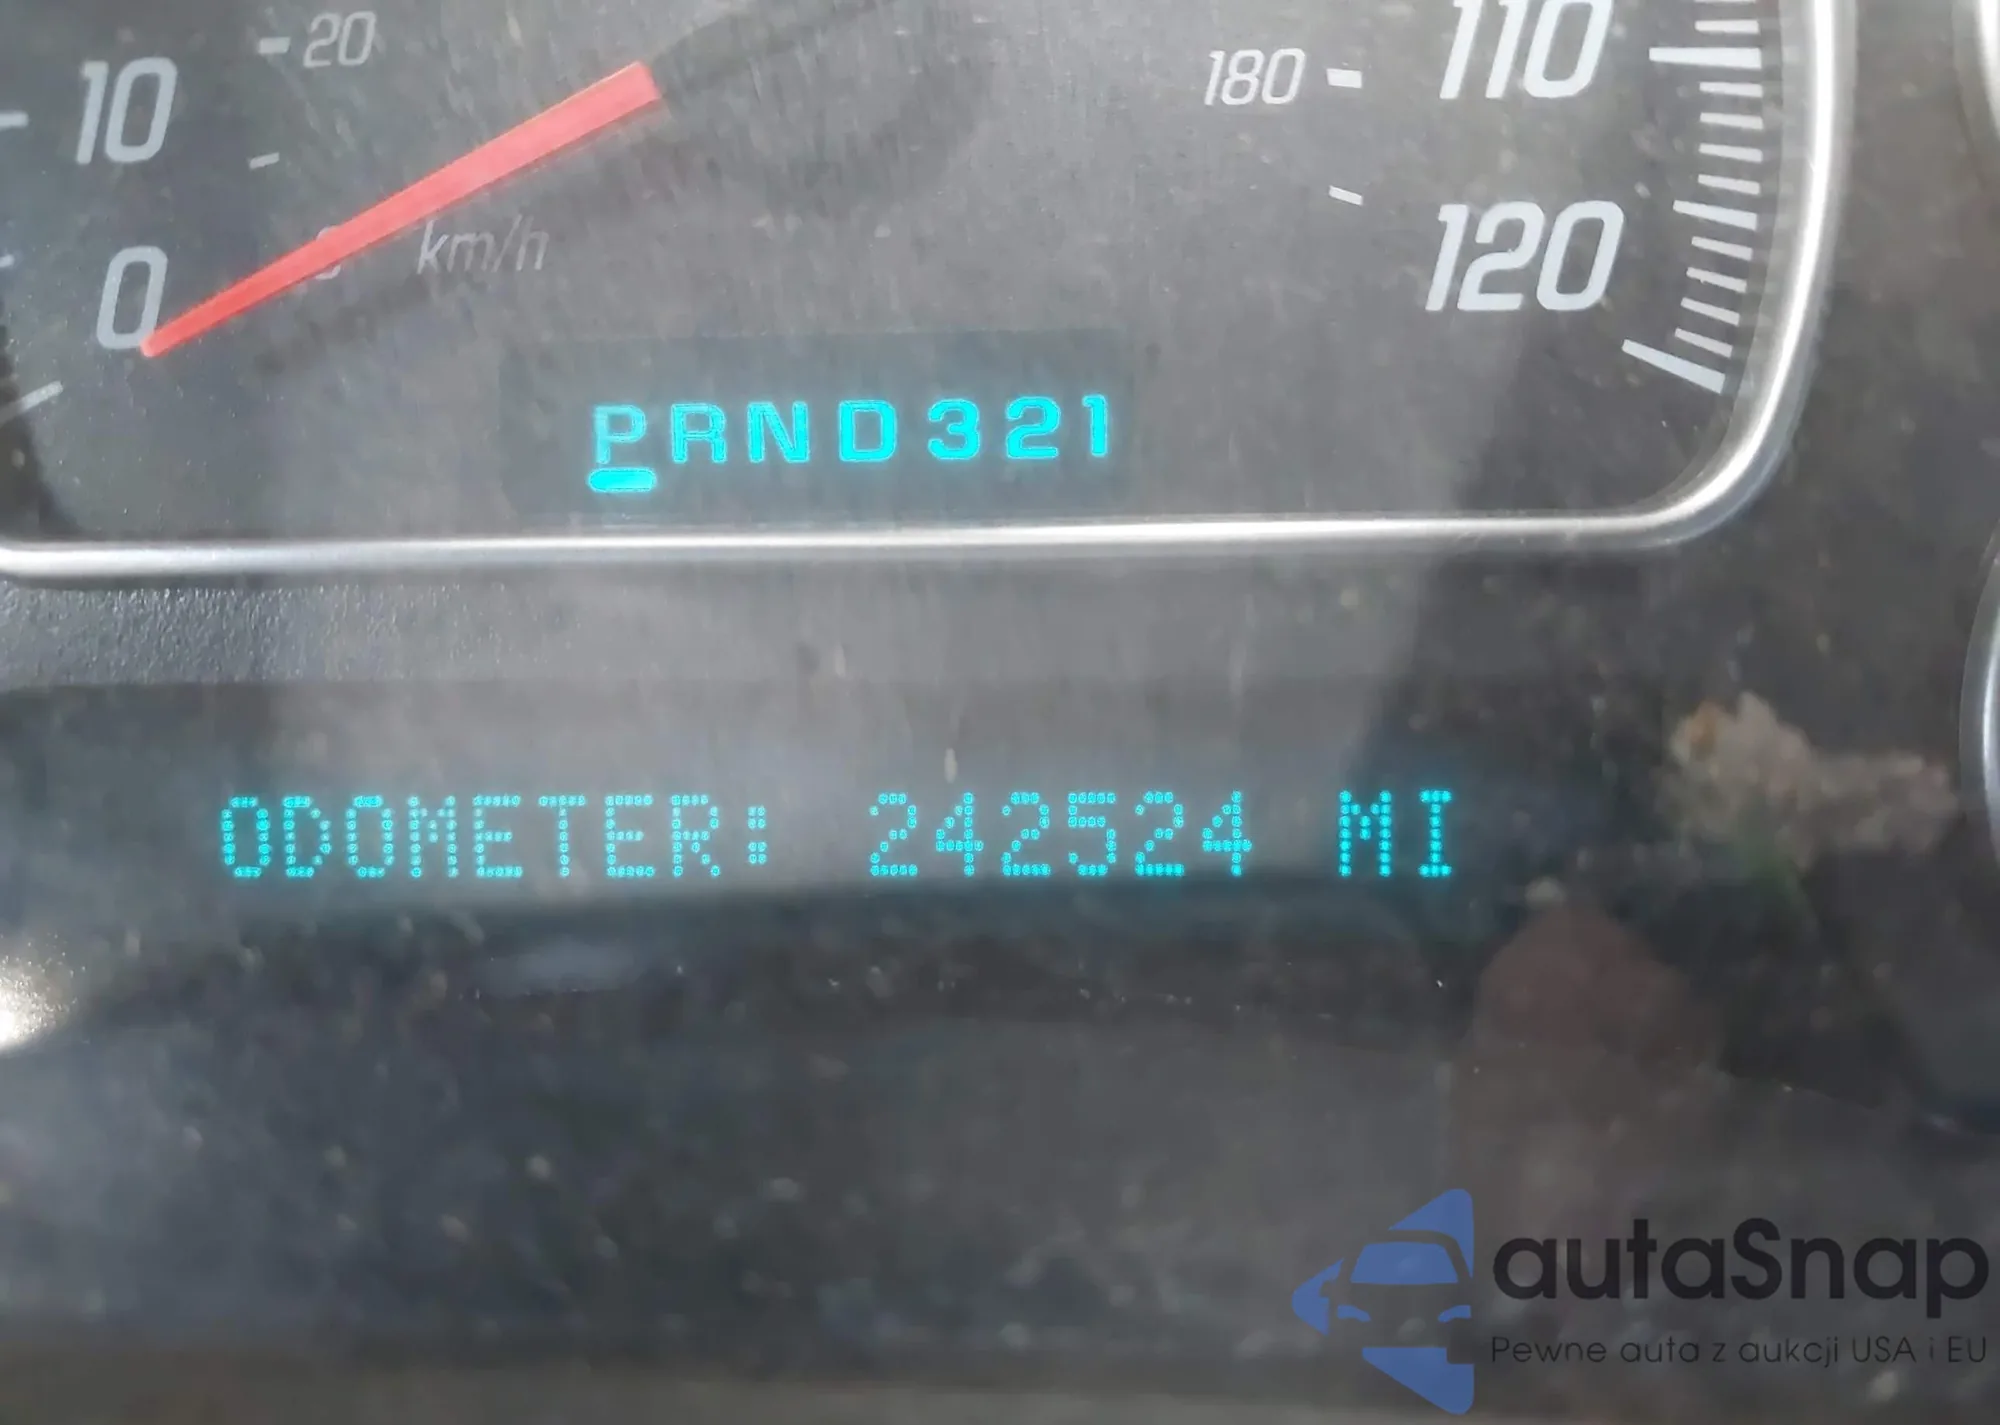 20
10
180
110
0
km/h
120
PRND321
ODOMETER: 242524 MI
autaSnap
Pewne auta z aukcji USA i EU